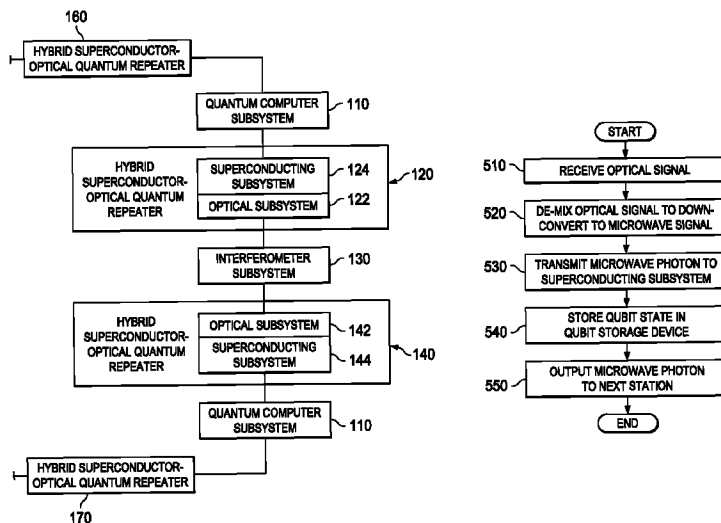 160
HYBRID SUPERCONDUCTOR-
OPTICAL QUANTUM REPEATER
QUANTUM COMPUTER
SUBSYSTEM
110
HYBRID
SUPERCONDUCTOR-
OPTICAL QUANTUM
REPEATER
SUPERCONDUCTING
SUBSYSTEM
124
OPTICAL SUBSYSTEM
122
120
INTERFEROMETER
SUBSYSTEM
130
HYBRID
SUPERCONDUCTOR-
OPTICAL QUANTUM
REPEATER
OPTICAL SUBSYSTEM
142
SUPERCONDUCTING
SUBSYSTEM
144
140
QUANTUM COMPUTER
SUBSYSTEM
110
HYBRID SUPERCONDUCTOR-
OPTICAL QUANTUM REPEATER
170
START
510
RECEIVE OPTICAL SIGNAL
520
DE-MIX OPTICAL SIGNAL TO DOWN-
CONVERT TO MICROWAVE SIGNAL
530
TRANSMIT MICROWAVE PHOTON TO
SUPERCONDUCTING SUBSYSTEM
540
STORE QUBIT STATE IN
QUBIT STORAGE DEVICE
550
OUTPUT MICROWAVE PHOTON
TO NEXT STATION
END